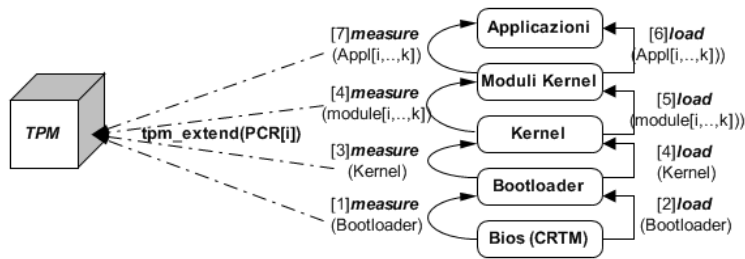 [7]measure
(Appl[i,..,k])
Applicazioni
[6]load
(Appl[i,..,k]))
[4]measure
(module[i,..,k])
Moduli Kernel
[5]load
(module[i,..,k]))
TPM
tpm_extend(PCR[i])
Kernel
[3]measure
(Kernel)
[4]load
(Kernel)
Bootloader
[1]measure
(Bootloader)
[2]load
(Bootloader)
Bios (CRTM)